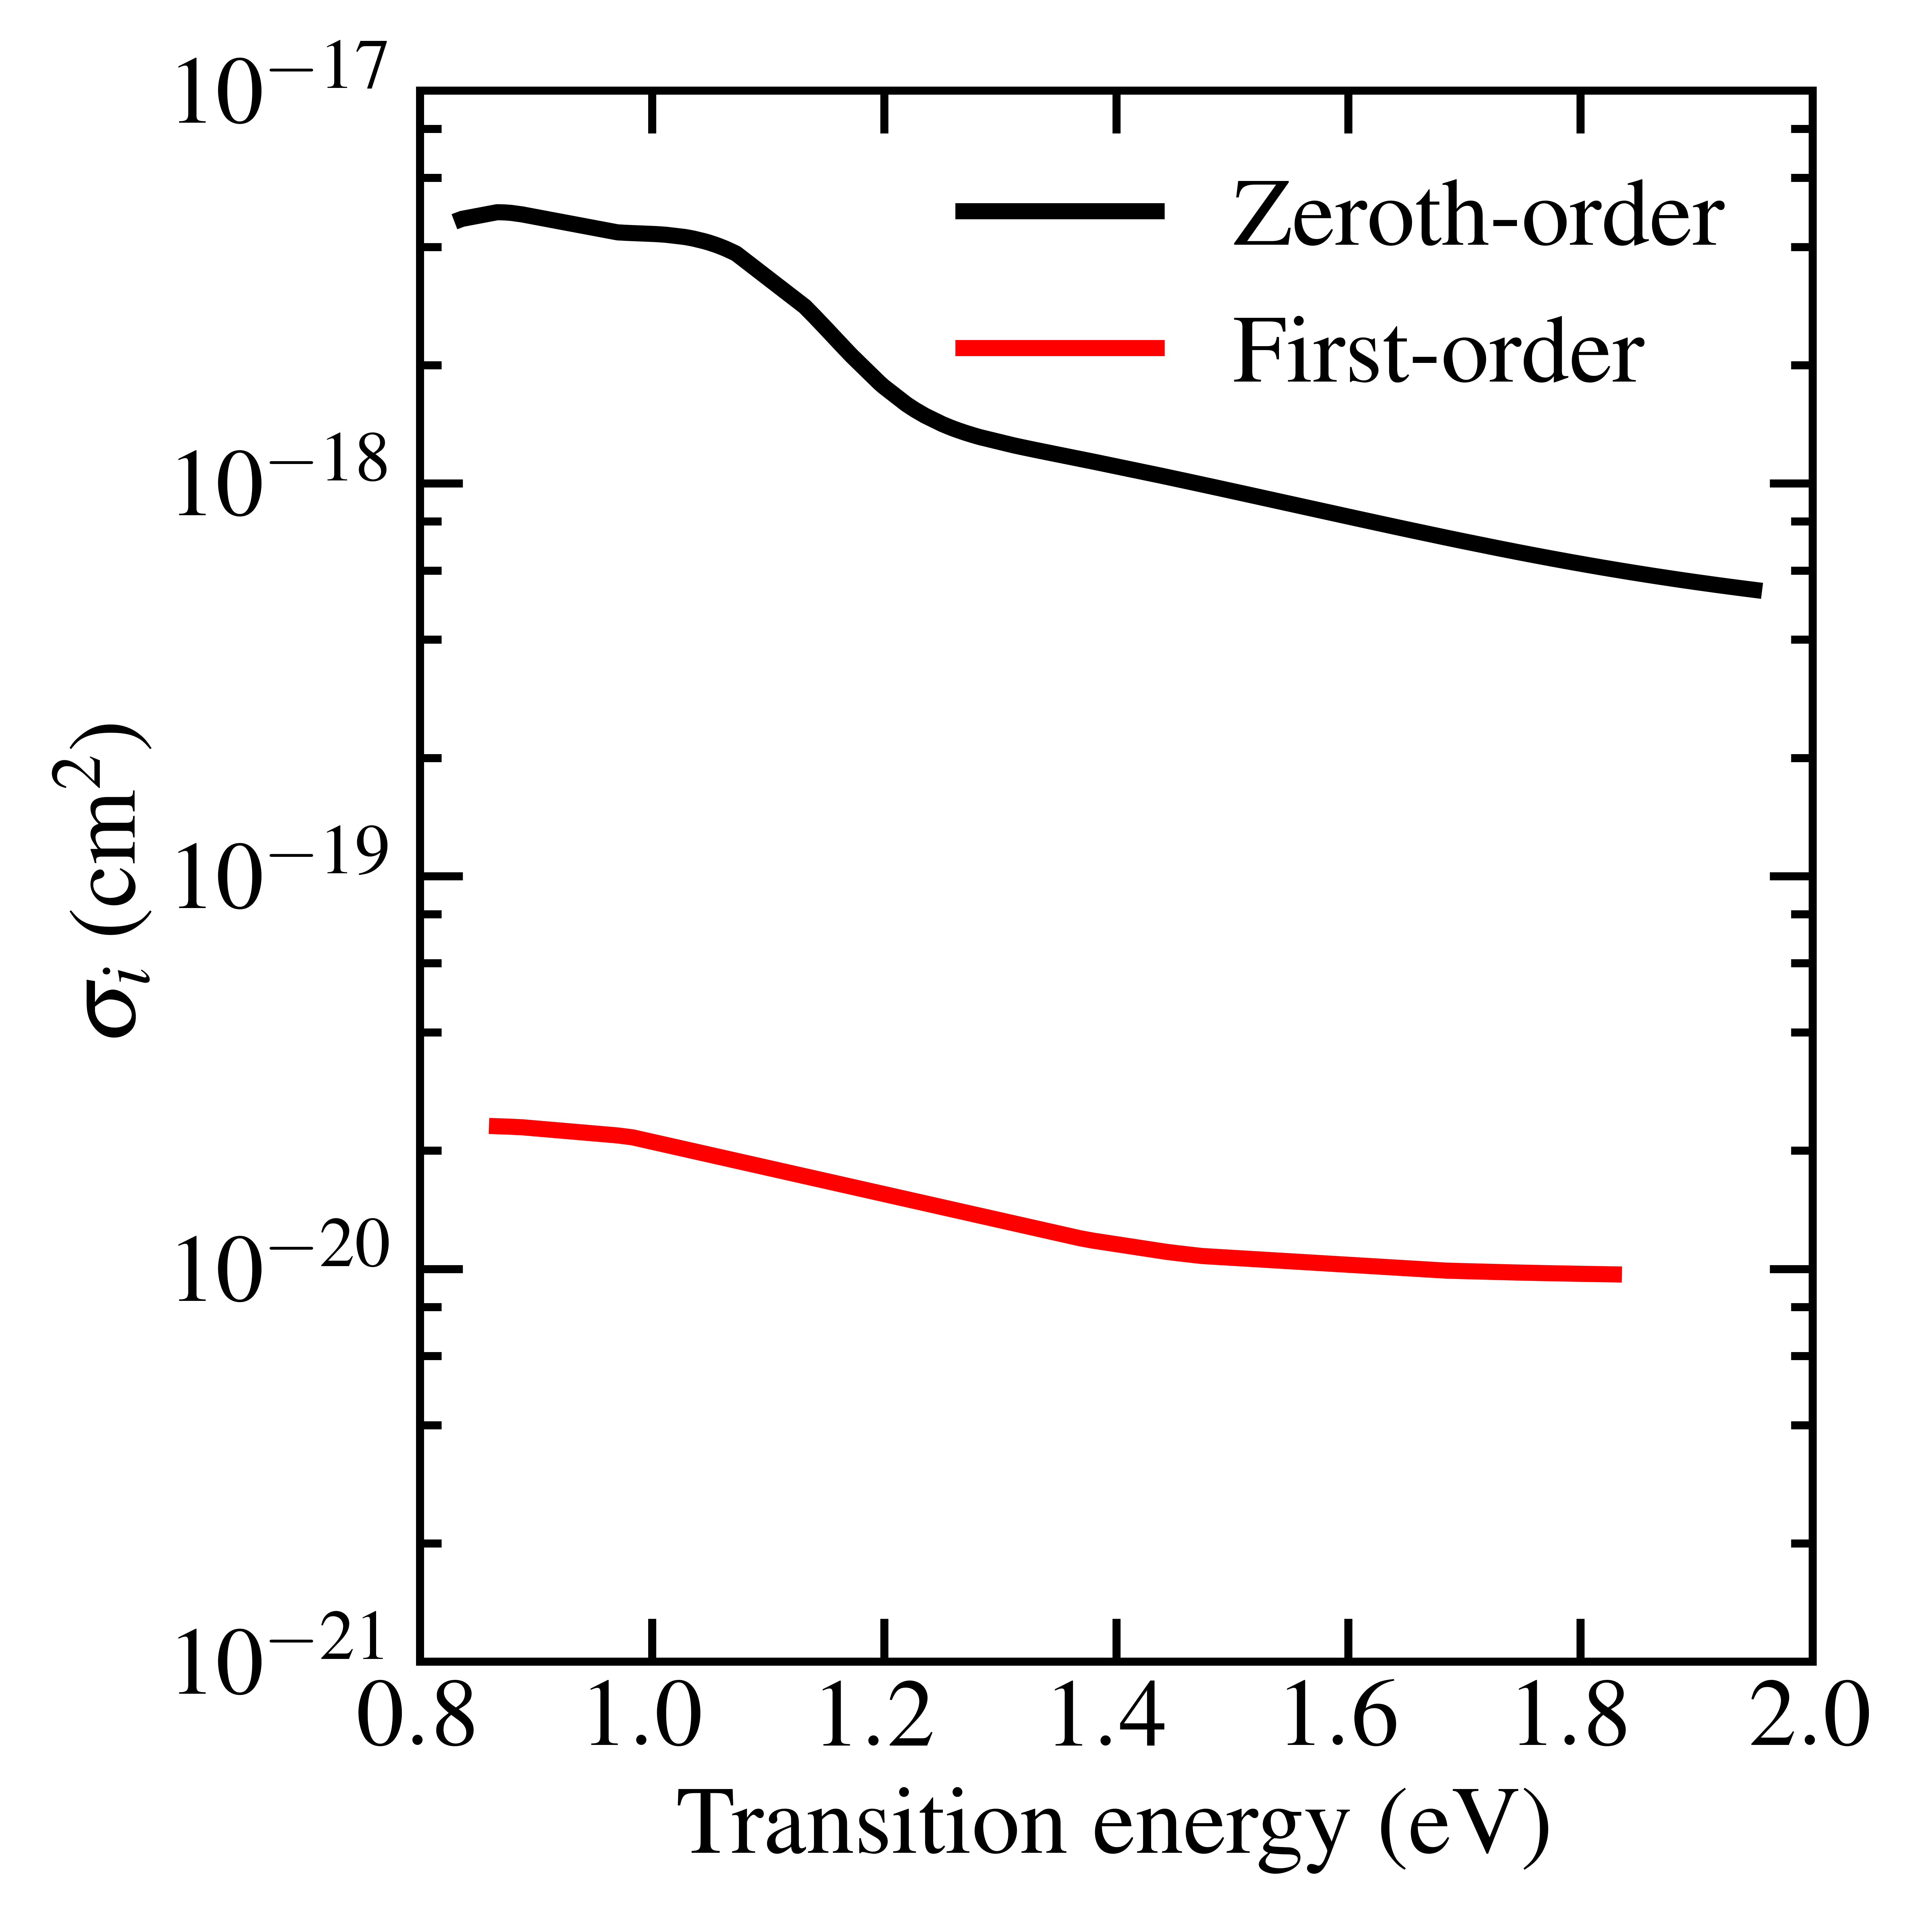 10⁻¹⁷
Zeroth-order
First-order
10⁻¹⁸
σᵢ (cm²)
10⁻¹⁹
10⁻²⁰
10⁻²¹
0.8 1.0 1.2 1.4 1.6 1.8 2.0
Transition energy (eV)